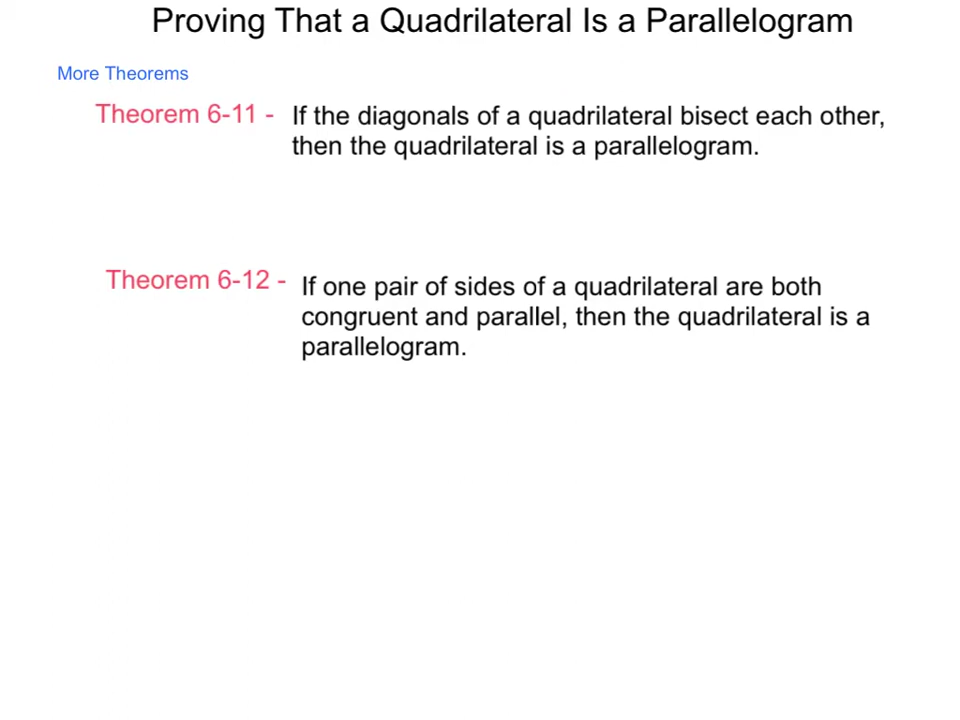 Proving That a Quadrilateral Is a Parallelogram
More Theorems
Theorem 6-11 - If the diagonals of a quadrilateral bisect each other,
then the quadrilateral is a parallelogram.
Theorem 6-12 - If one pair of sides of a quadrilateral are both
congruent and parallel, then the quadrilateral is a
parallelogram.